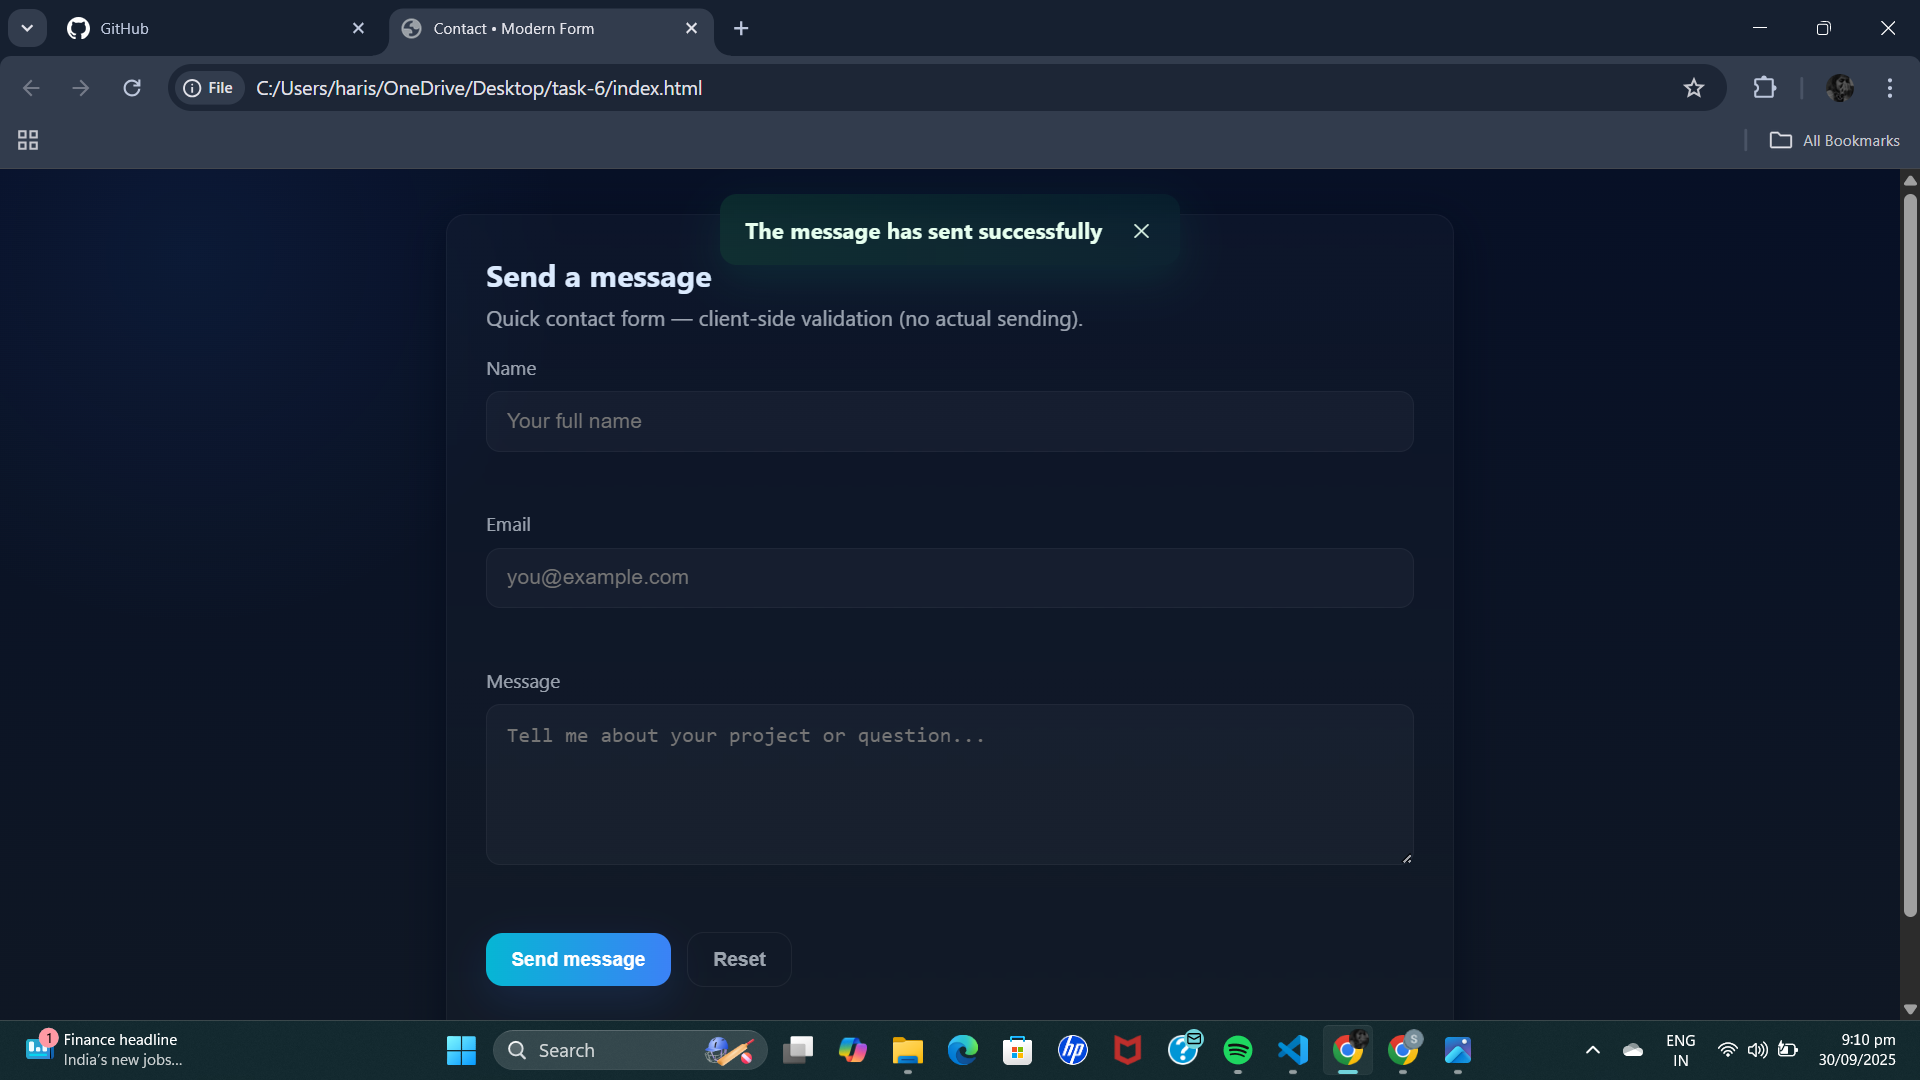 GitHub
Contact • Modern Form
File
C:/Users/haris/OneDrive/Desktop/task-6/index.html
All Bookmarks
The message has sent successfully
Send a message
Quick contact form — client-side validation (no actual sending).
Name
Your full name
Email
you@example.com
Message
Tell me about your project or question...
Send message
Reset
1
Finance headline
India's new jobs...
Search
hp
S
ENG
IN
9:10 pm
30/09/2025